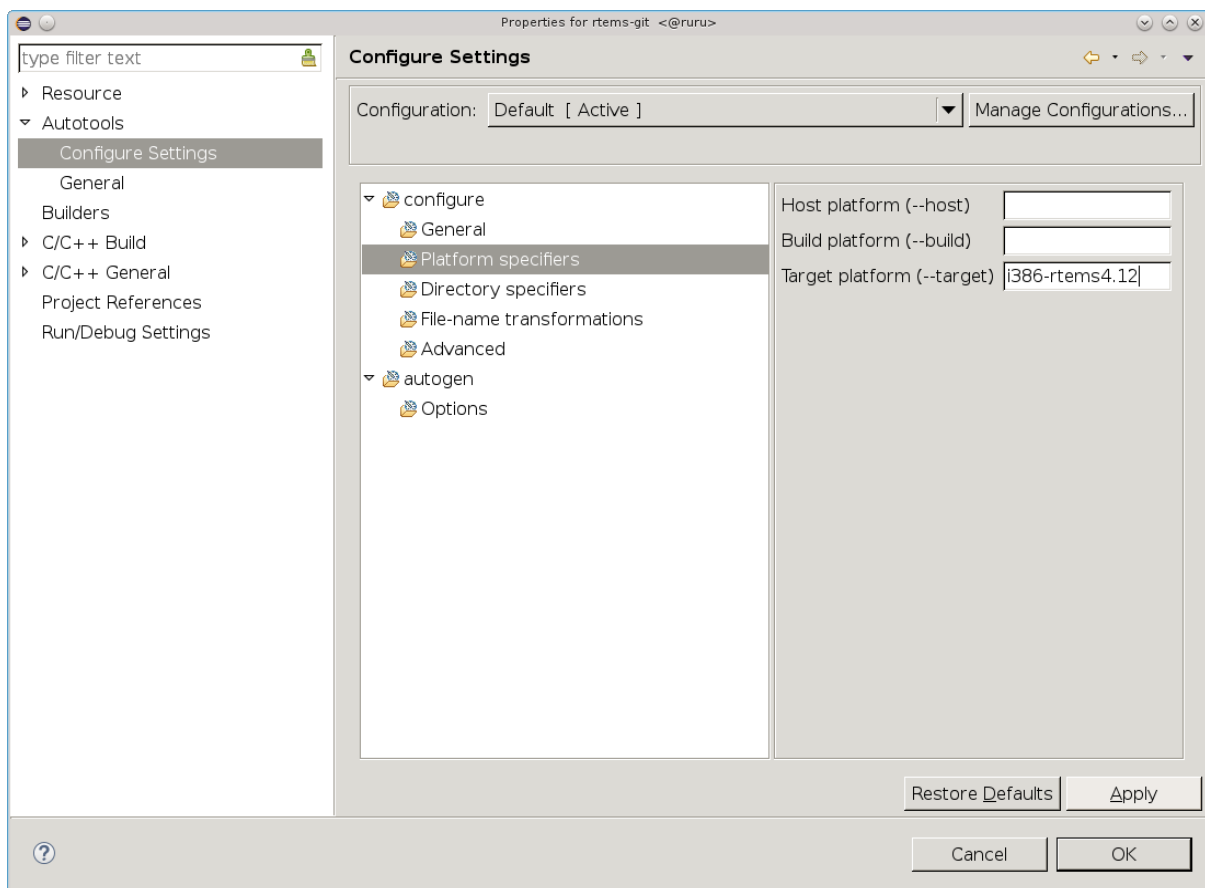 Properties for rtems-git <@ruru>
type filter text
Resource
Autotools
Configure Settings
General
Builders
C/C++ Build
C/C++ General
Project References
Run/Debug Settings
Configure Settings
Configuration: Default [ Active ] Manage Configurations...
configure
General
Platform specifiers
Directory specifiers
File-name transformations
Advanced
autogen
Options
Host platform (--host)
Build platform (--build)
Target platform (--target) i386-rtems4.12
Restore Defaults Apply
Cancel OK